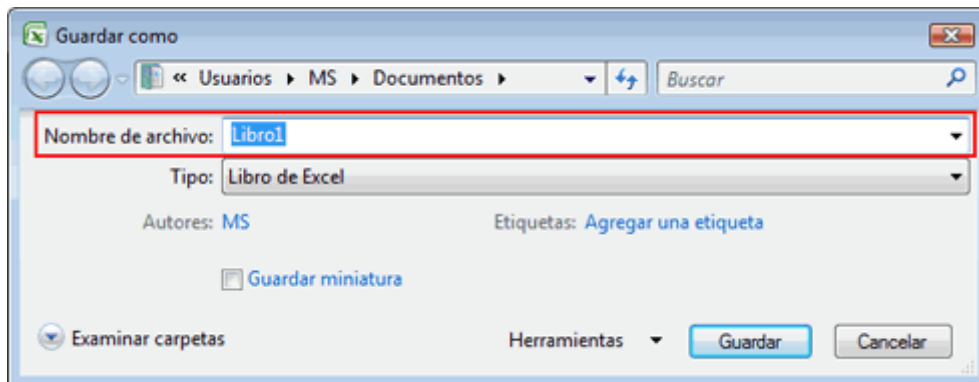 Guardar como
« Usuarios MS Documentos Buscar
Nombre de archivo: Libro1
Tipo: Libro de Excel
Autores: MS Etiquetas: Agregar una etiqueta
Guardar miniatura
Examinar carpetas Herramientas Guardar Cancelar